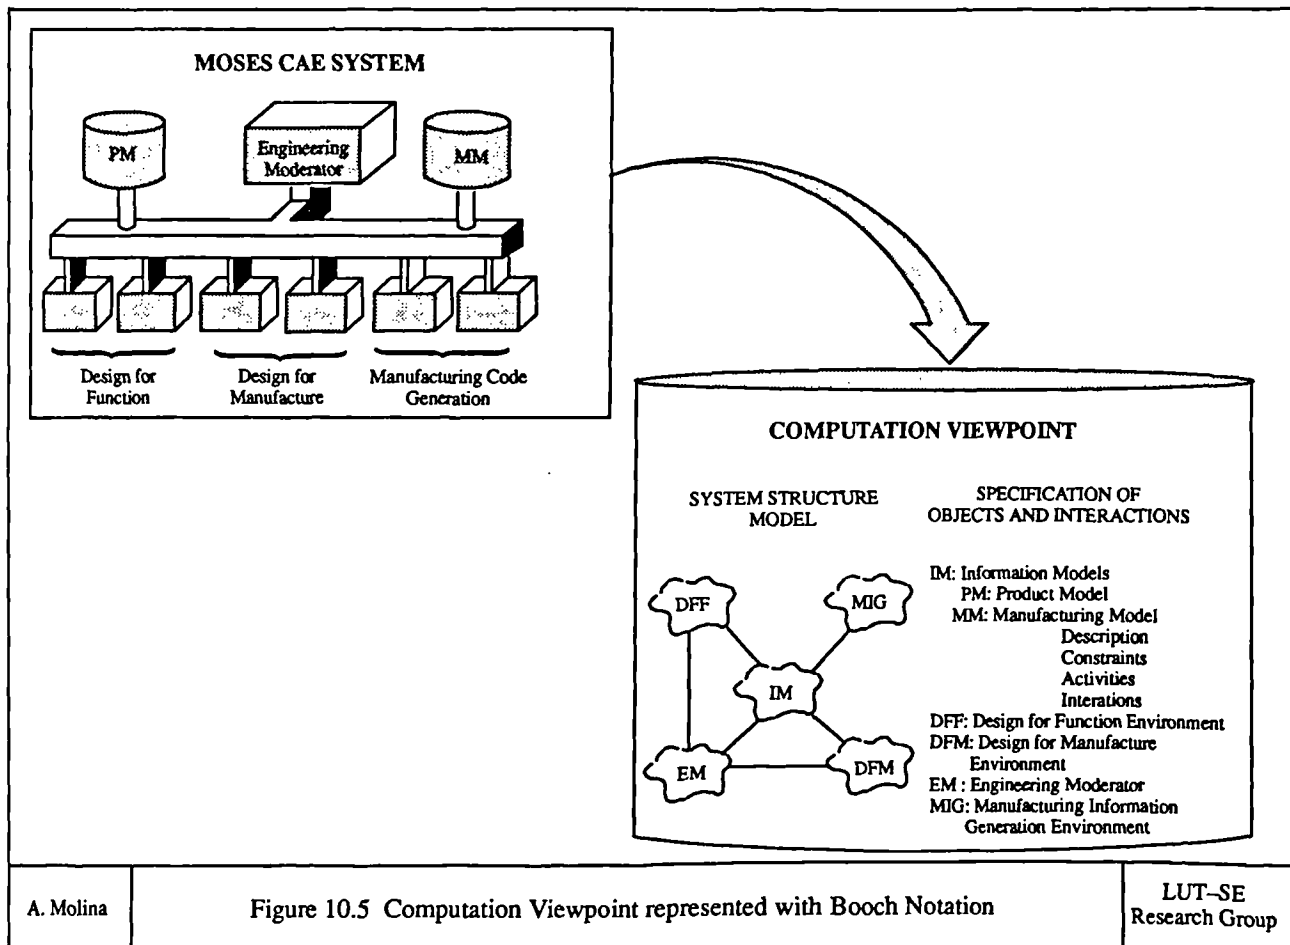 MOSES CAE SYSTEM
PM
Engineering
Moderator
MM
Design for
Function
Design for
Manufacture
Manufacturing Code
Generation
COMPUTATION VIEWPOINT
SYSTEM STRUCTURE
MODEL
SPECIFICATION OF
OBJECTS AND INTERACTIONS
DFF
MIG
IM
EM
DFM
IM: Information Models
PM: Product Model
MM: Manufacturing Model
Description
Constraints
Activities
Interations
DFF: Design for Function Environment
DFM: Design for Manufacture
Environment
EM : Engineering Moderator
MIG: Manufacturing Information
Generation Environment
A. Molina
Figure 10.5 Computation Viewpoint represented with Booch Notation
LUT–SE
Research Group